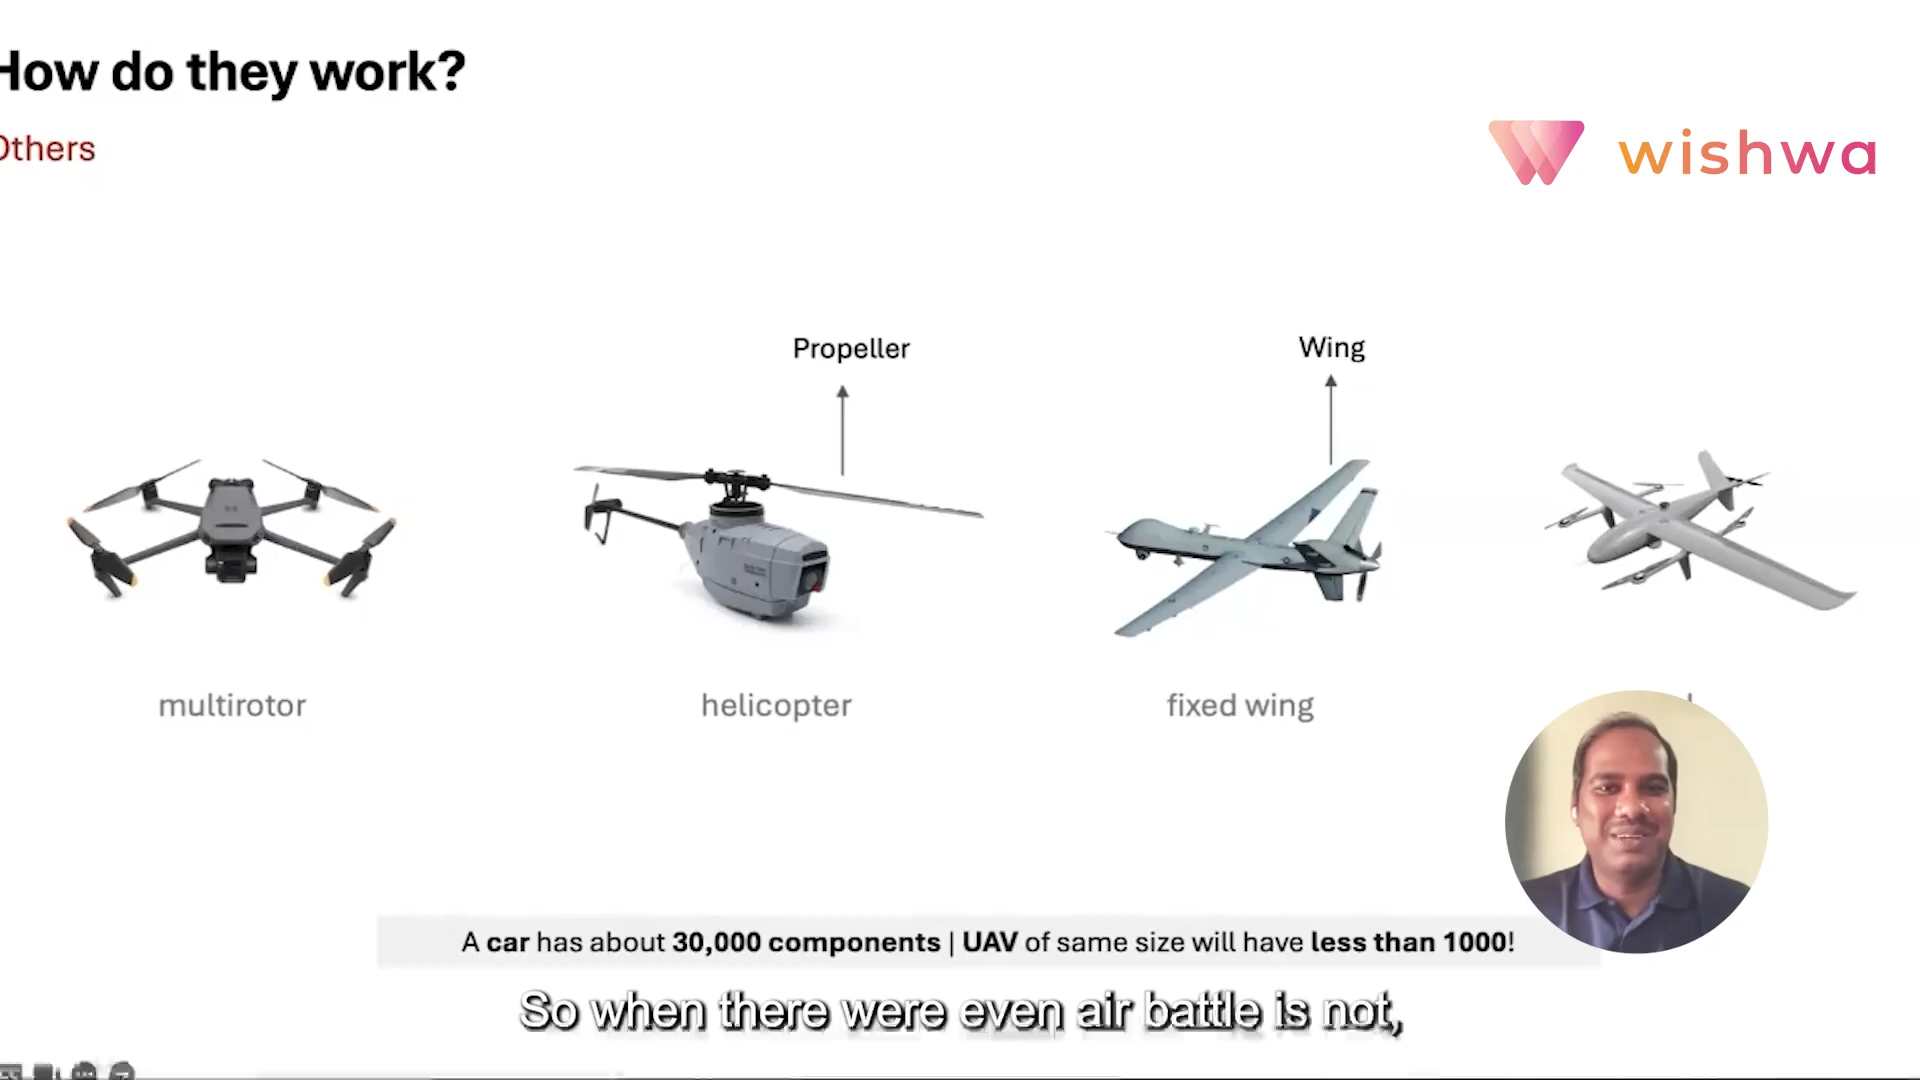 How do they work?
Others
wishwa
Propeller
Wing
multirotor
helicopter
fixed wing
A car has about 30,000 components | UAV of same size will have less than 1000!
So when there were even air battle is not,